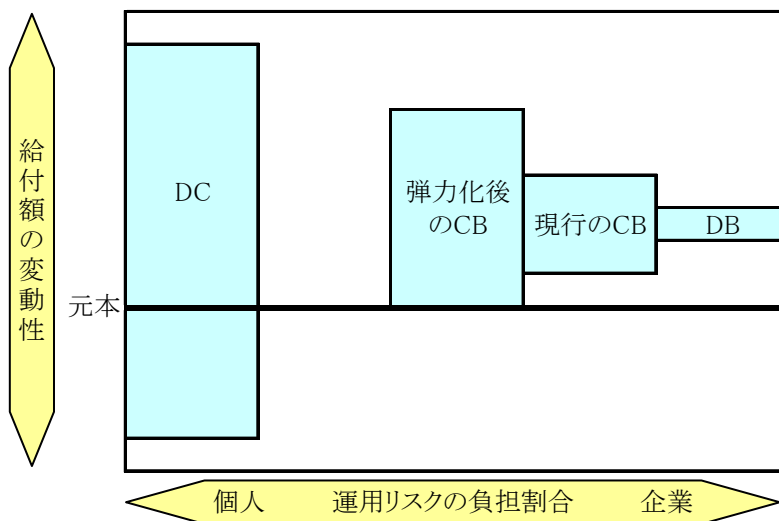 給付額の変動性
DC
弾力化後
のCB
現行のCB
DB
元本
個人 運用リスクの負担割合 企業